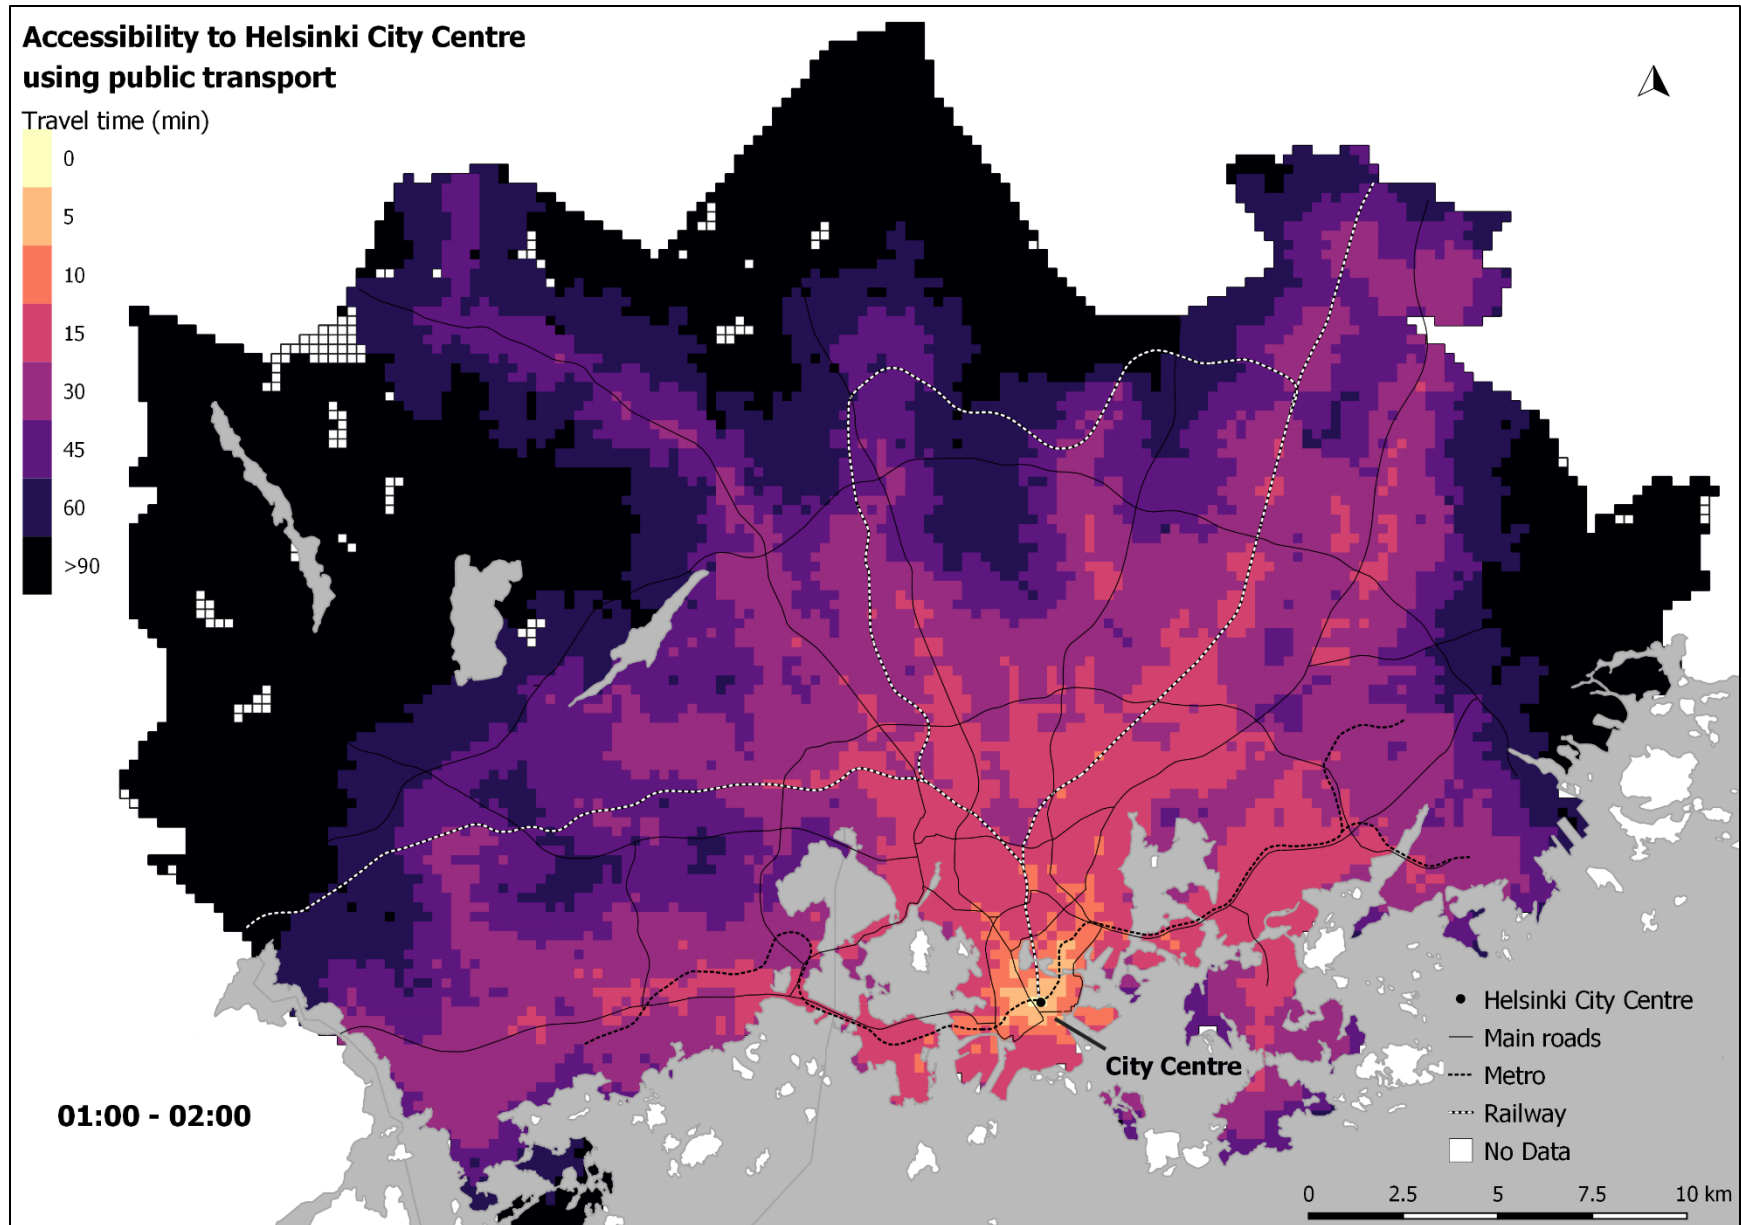 Accessibility to Helsinki City Centre
using public transport
Travel time (min)
0
5
10
15
30
45
60
>90
City Centre
01:00 - 02:00
Helsinki City Centre
Main roads
Metro
Railway
No Data
0 2.5 5 7.5 10 km